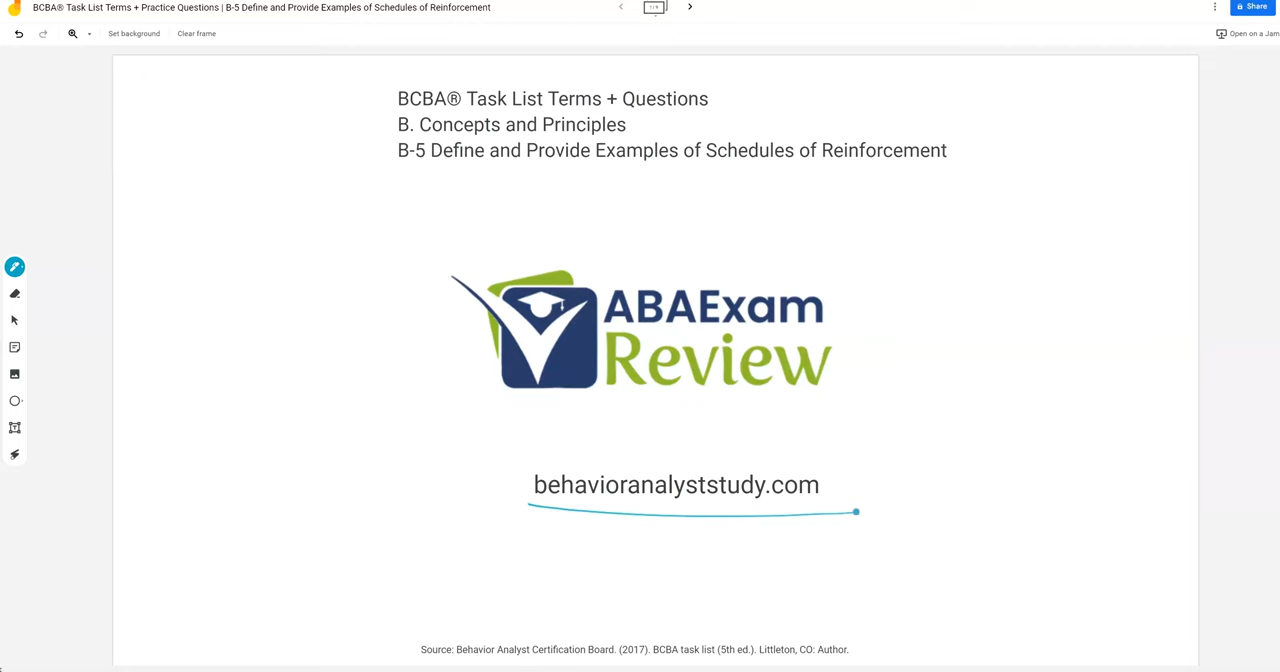 BCBA® Task List Terms + Practice Questions | B-5 Define and Provide Examples of Schedules of Reinforcement
Share
Set background
Clear frame
Open on a Jam
BCBA® Task List Terms + Questions
B. Concepts and Principles
B-5 Define and Provide Examples of Schedules of Reinforcement
ABAExam
Review
behavioranalyststudy.com
Source: Behavior Analyst Certification Board. (2017). BCBA task list (5th ed.). Littleton, CO: Author.